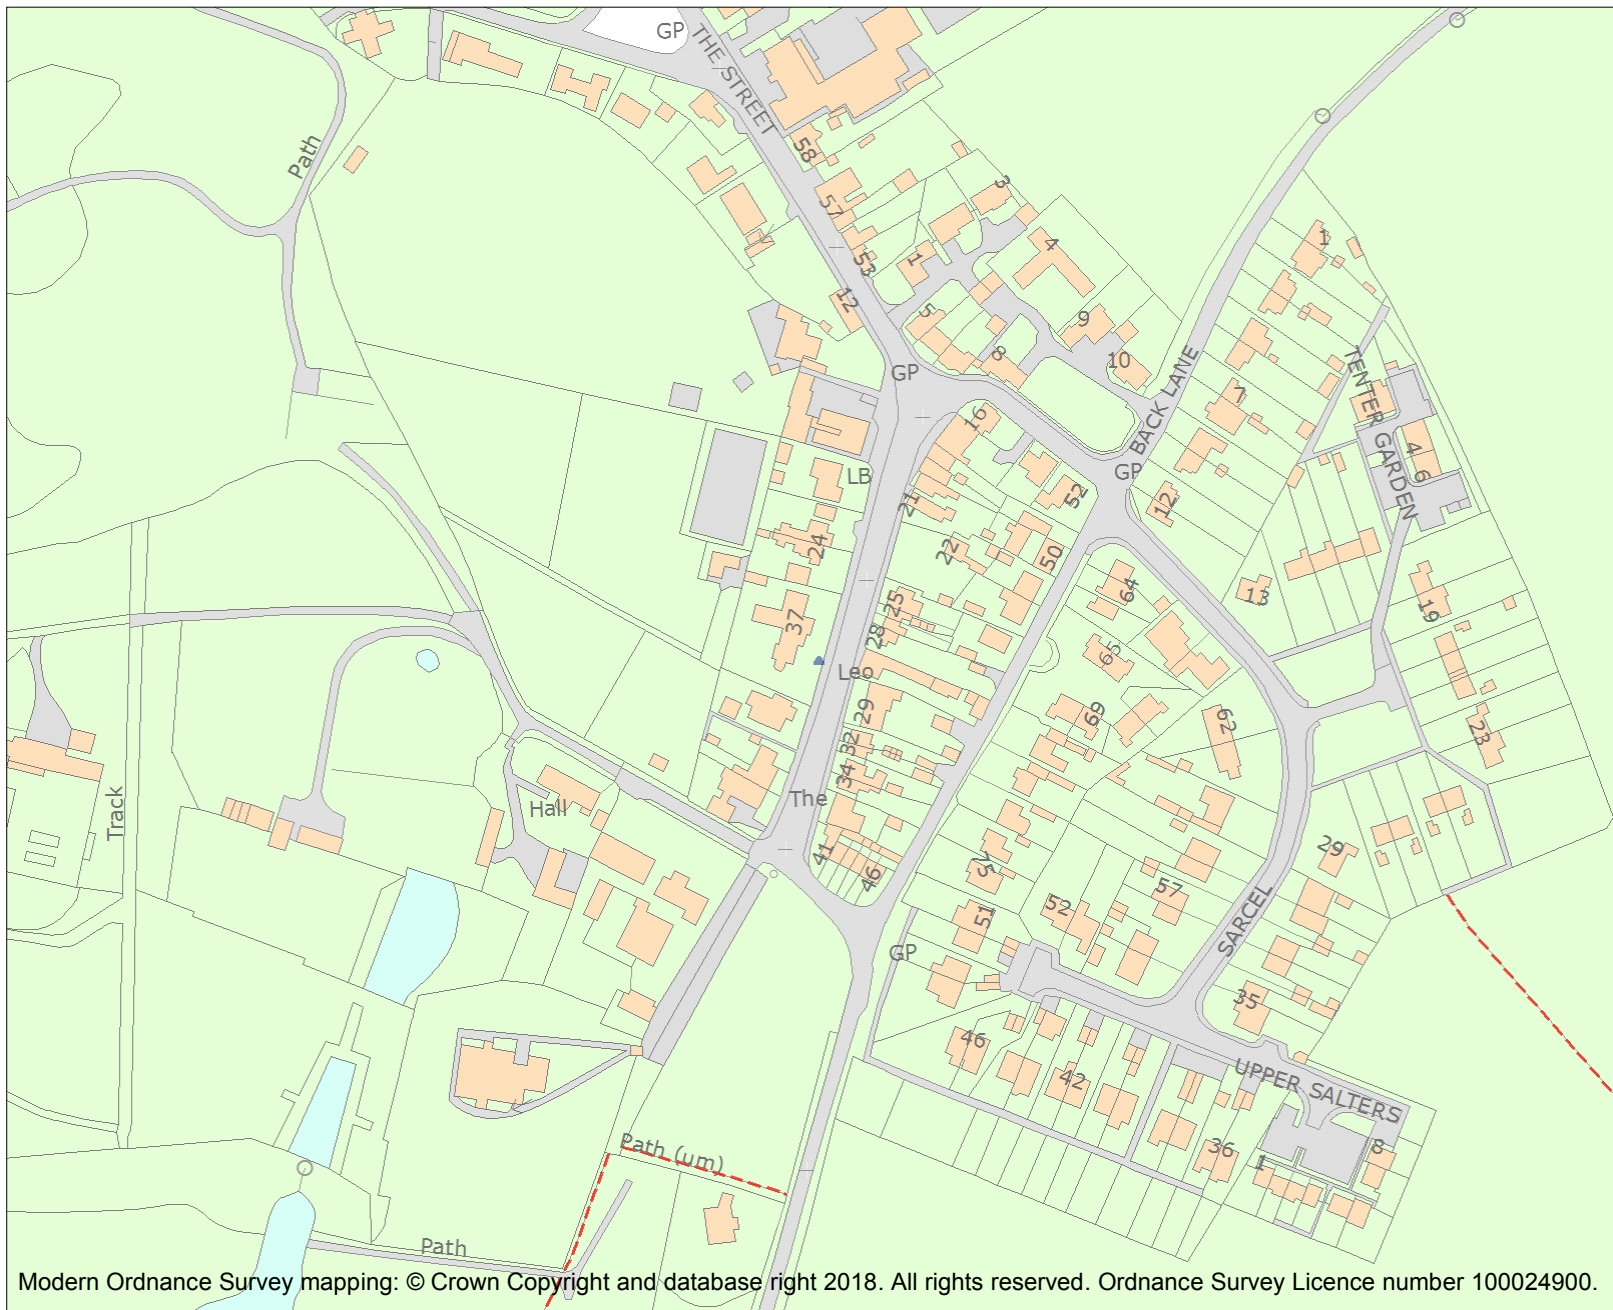 GP
THE STREET
Path
58
57
53
12
3
1
4
5
8
9
10
GP
16
BACK LANE
1
7
TENTER GARDEN
4
6
GP
52
12
LB
21
24
22
50
64
13
19
25
28
37
65
Leo
29
69
62
23
32
34
The
Hall
Track
41
46
75
51
52
57
29
SARCEL
GP
35
46
42
UPPER SALTERS
36
1
8
Path (um)
Path
Modern Ordnance Survey mapping: © Crown Copyright and database right 2018. All rights reserved. Ordnance Survey Licence number 100024900.